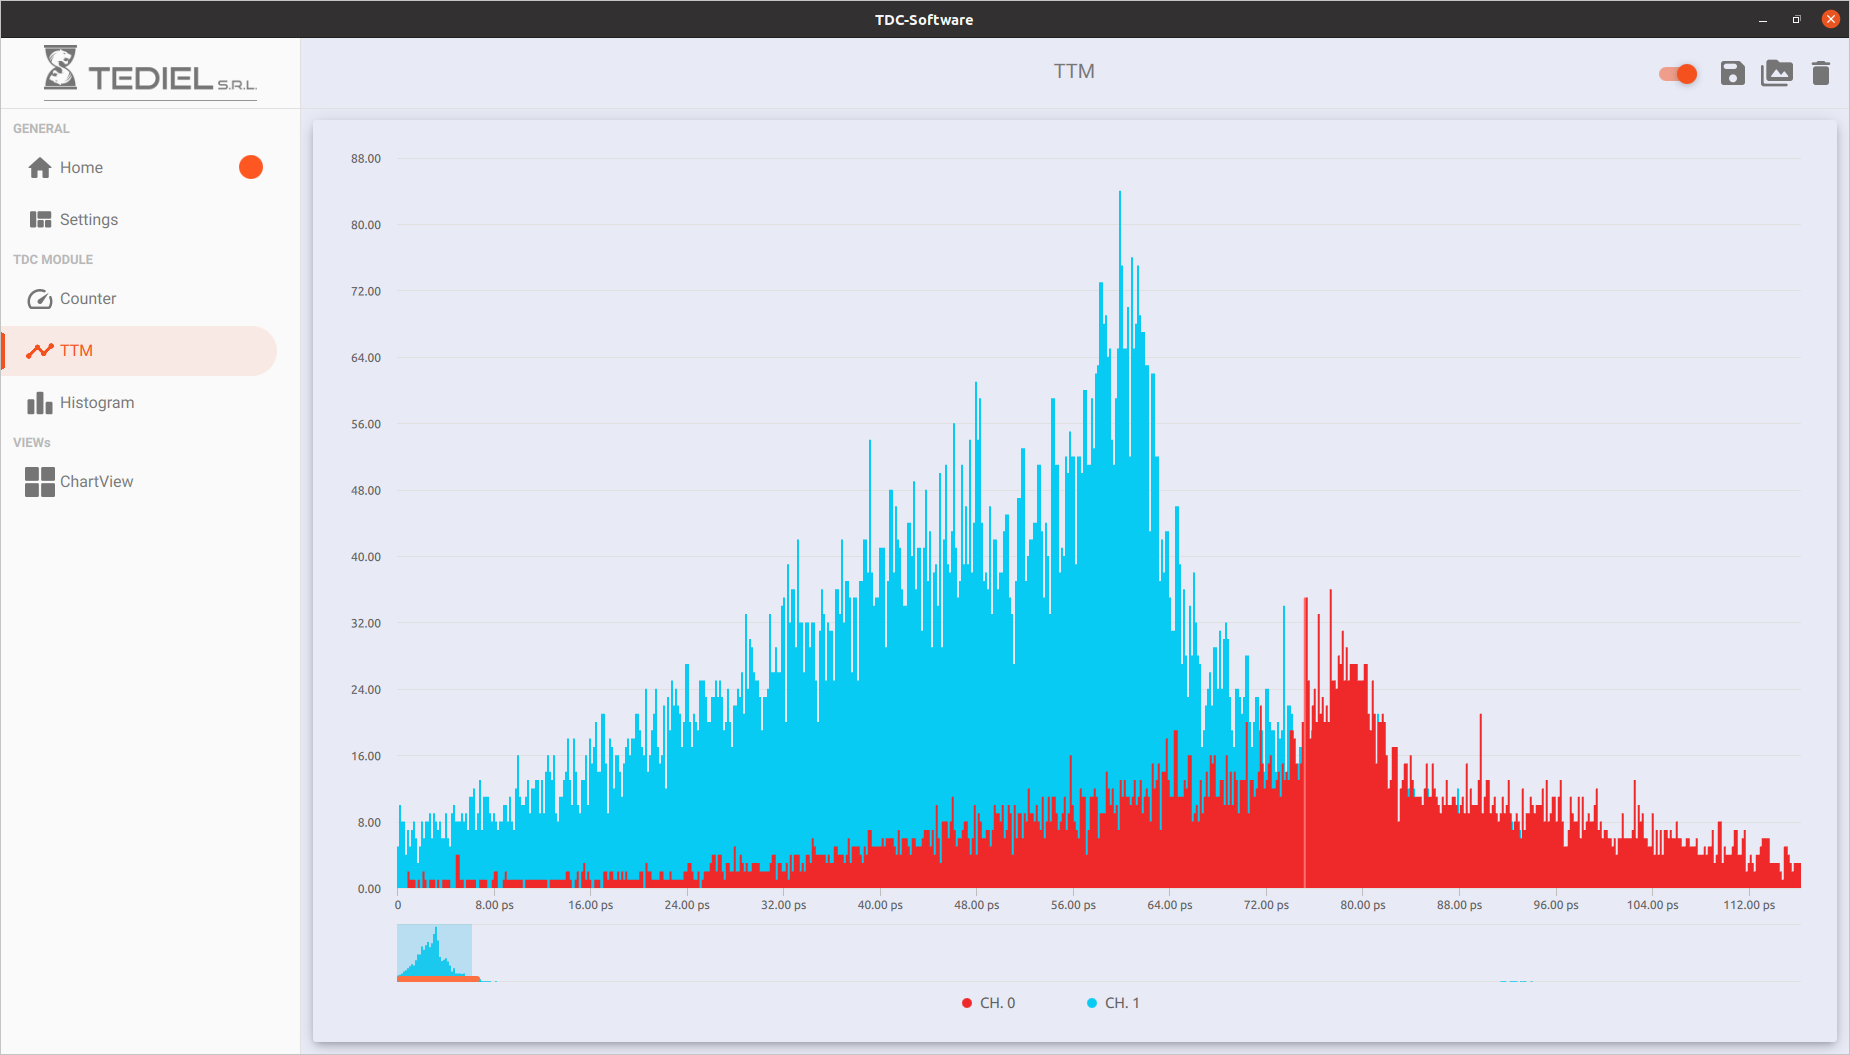 TDC-Software
TEDIEL S.R.L.
TTM
GENERAL
Home
Settings
TDC MODULE
Counter
TTM
Histogram
VIEWs
ChartView
88.00
80.00
72.00
64.00
56.00
48.00
40.00
32.00
24.00
16.00
8.00
0.00
0 8.00 ps 16.00 ps 24.00 ps 32.00 ps 40.00 ps 48.00 ps 56.00 ps 64.00 ps 72.00 ps 80.00 ps 88.00 ps 96.00 ps 104.00 ps 112.00 ps
CH. 0 CH. 1